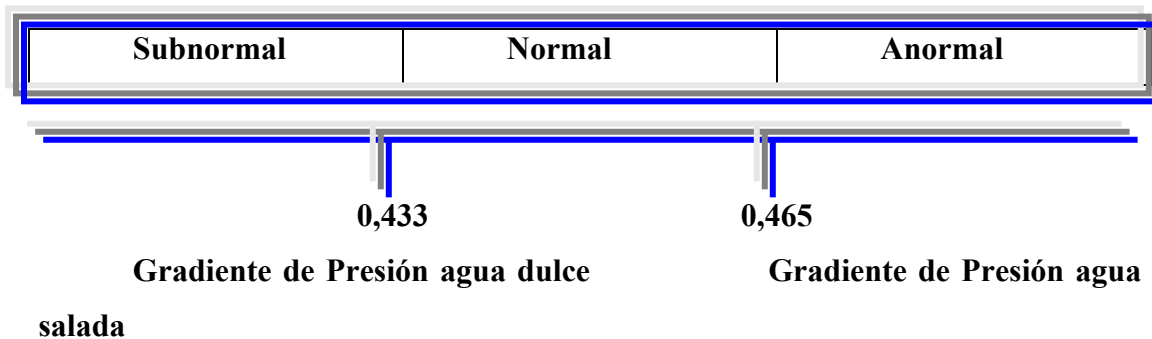 Subnormal Normal Anormal
0,433 0,465
Gradiente de Presión agua dulce Gradiente de Presión agua
salada